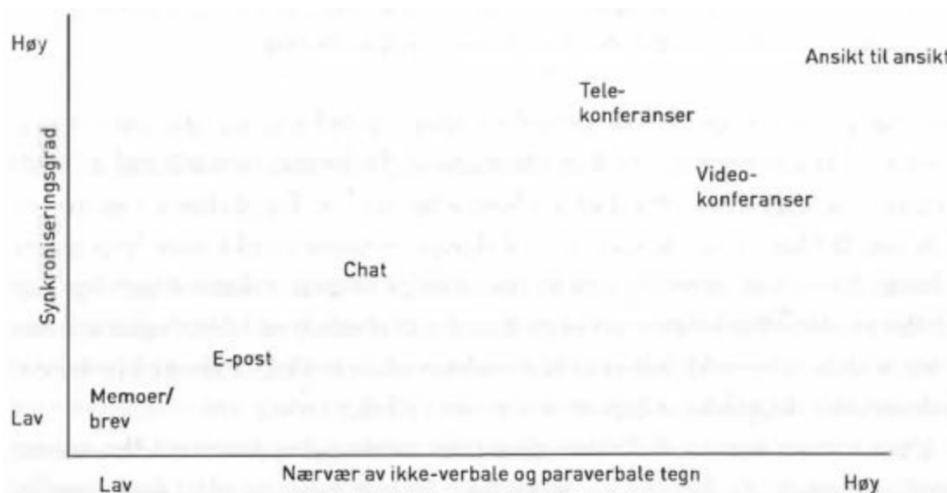 Høy
Ansikt til ansikt
Tele-
konferanser
Synkroniseringsgrad
Video-
konferanser
Chat
E-post
Memoer/
brev
Lav
Nærvær av ikke-verbale og paraverbale tegn
Lav
Høy